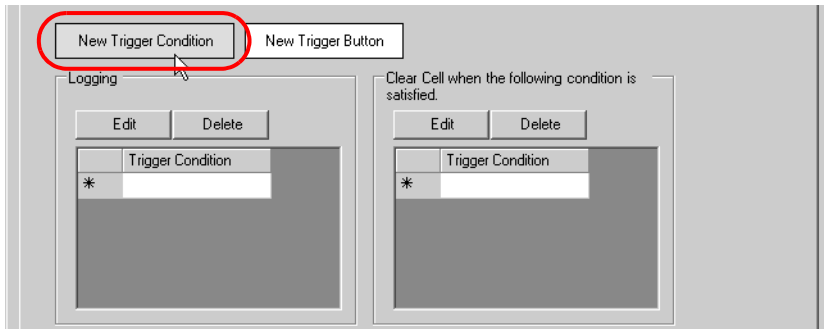 New Trigger Condition New Trigger Button
Logging
Clear Cell when the following condition is
satisfied.
Edit Delete
Edit Delete
Trigger Condition
Trigger Condition
*
*